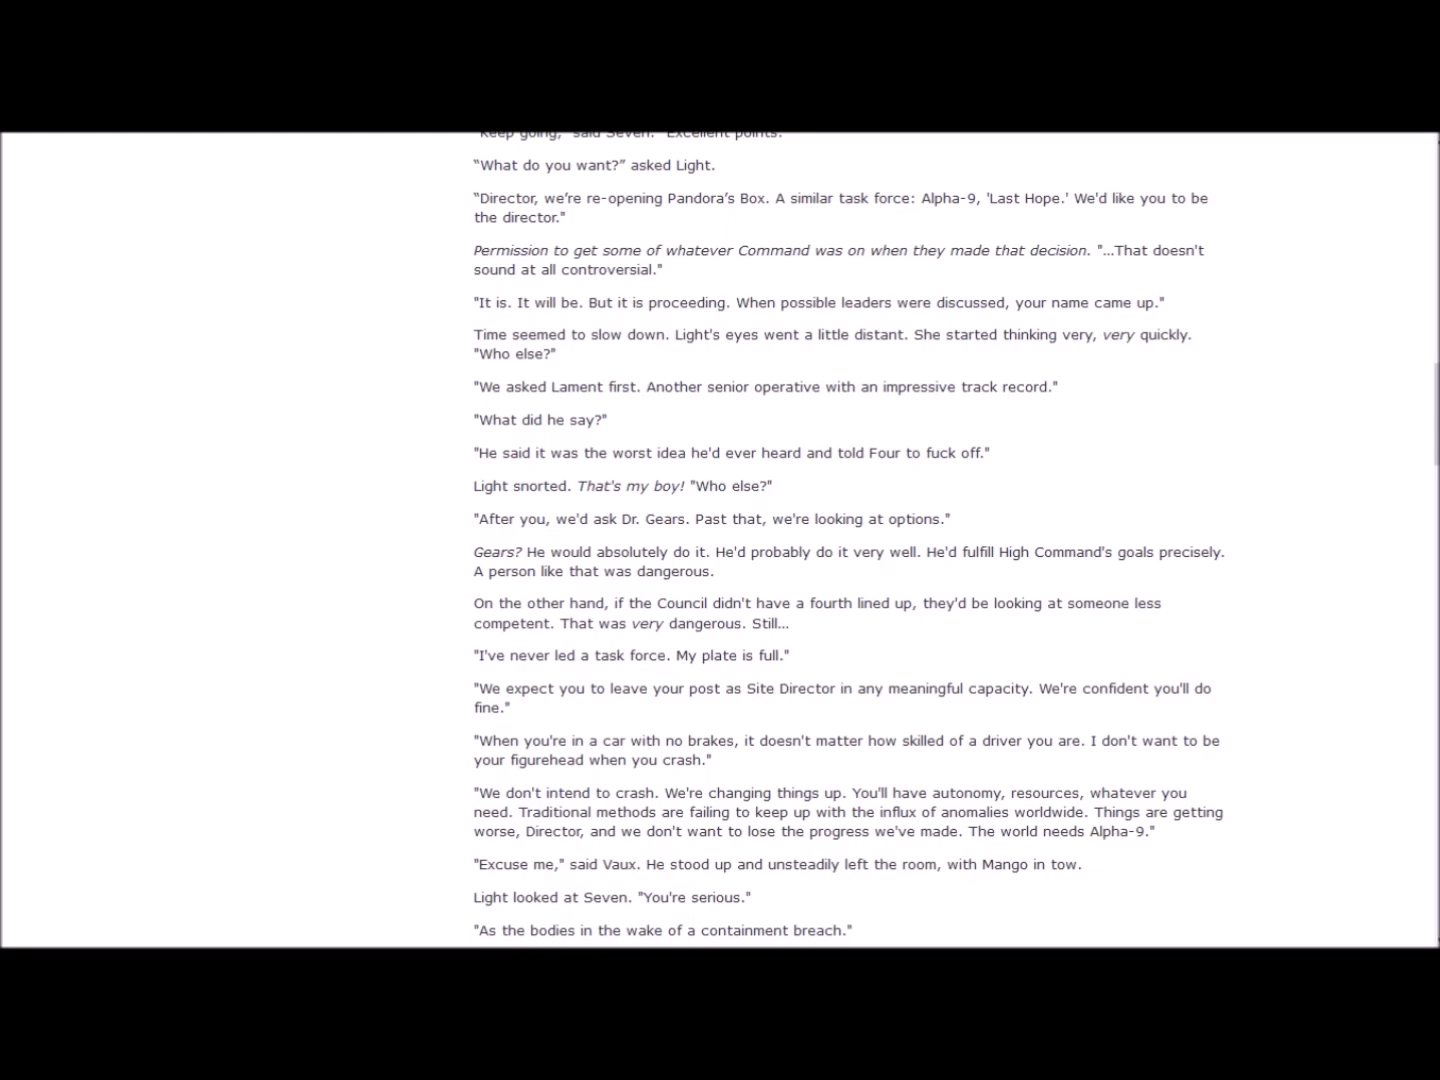 "Keep going," said Seven. "Excellent points."
“What do you want?” asked Light.
“Director, we’re re-opening Pandora’s Box. A similar task force: Alpha-9, 'Last Hope.' We'd like you to be
the director."
Permission to get some of whatever Command was on when they made that decision. "...That doesn't
sound at all controversial."
"It is. It will be. But it is proceeding. When possible leaders were discussed, your name came up."
Time seemed to slow down. Light's eyes went a little distant. She started thinking very, very quickly.
"Who else?"
"We asked Lament first. Another senior operative with an impressive track record."
"What did he say?"
"He said it was the worst idea he'd ever heard and told Four to fuck off."
Light snorted. That's my boy! "Who else?"
"After you, we'd ask Dr. Gears. Past that, we're looking at options."
Gears? He would absolutely do it. He'd probably do it very well. He'd fulfill High Command's goals precisely.
A person like that was dangerous.
On the other hand, if the Council didn't have a fourth lined up, they'd be looking at someone less
competent. That was very dangerous. Still...
"I've never led a task force. My plate is full."
"We expect you to leave your post as Site Director in any meaningful capacity. We're confident you'll do
fine."
"When you're in a car with no brakes, it doesn't matter how skilled of a driver you are. I don't want to be
your figurehead when you crash."
"We don't intend to crash. We're changing things up. You'll have autonomy, resources, whatever you
need. Traditional methods are failing to keep up with the influx of anomalies worldwide. Things are getting
worse, Director, and we don't want to lose the progress we've made. The world needs Alpha-9."
"Excuse me," said Vaux. He stood up and unsteadily left the room, with Mango in tow.
Light looked at Seven. "You're serious."
"As the bodies in the wake of a containment breach."